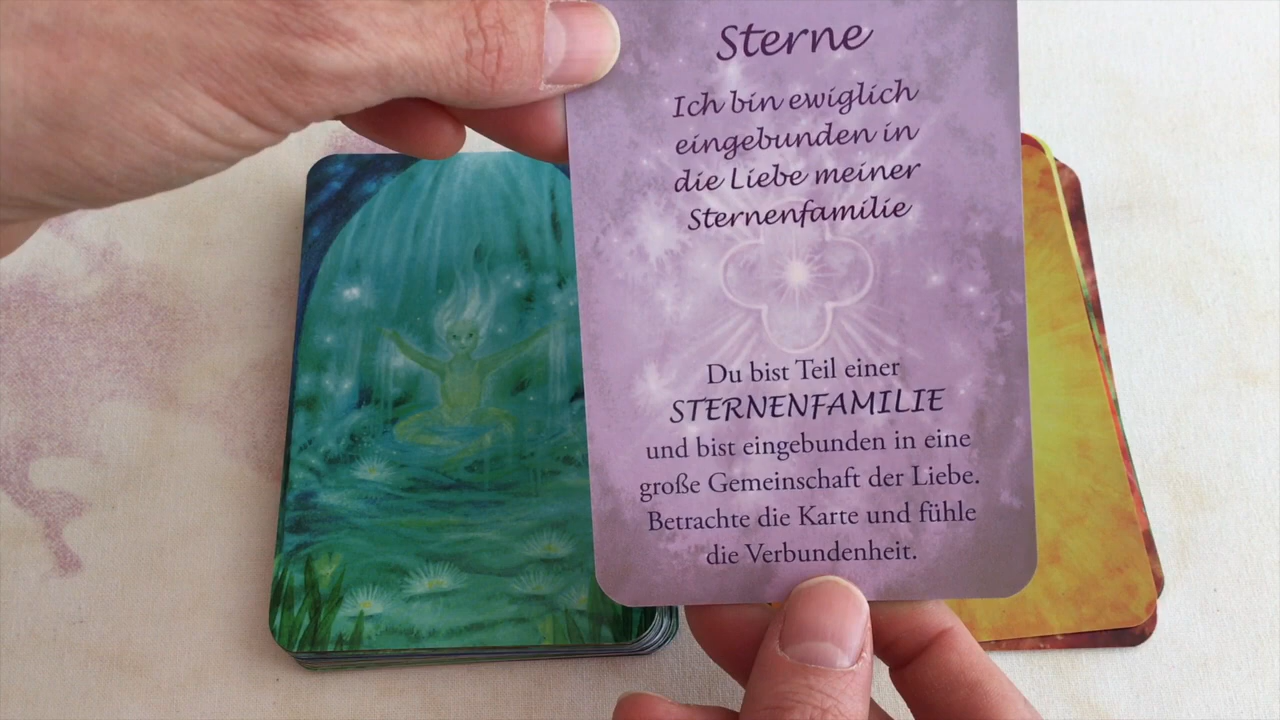 Sterne
Ich bin ewiglich
eingebunden in
die Liebe meiner
Sternenfamilie
Du bist Teil einer
STERNENFAMILIE
und bist eingebunden in eine
große Gemeinschaft der Liebe.
Betrachte die Karte und fühle
die Verbundenheit.